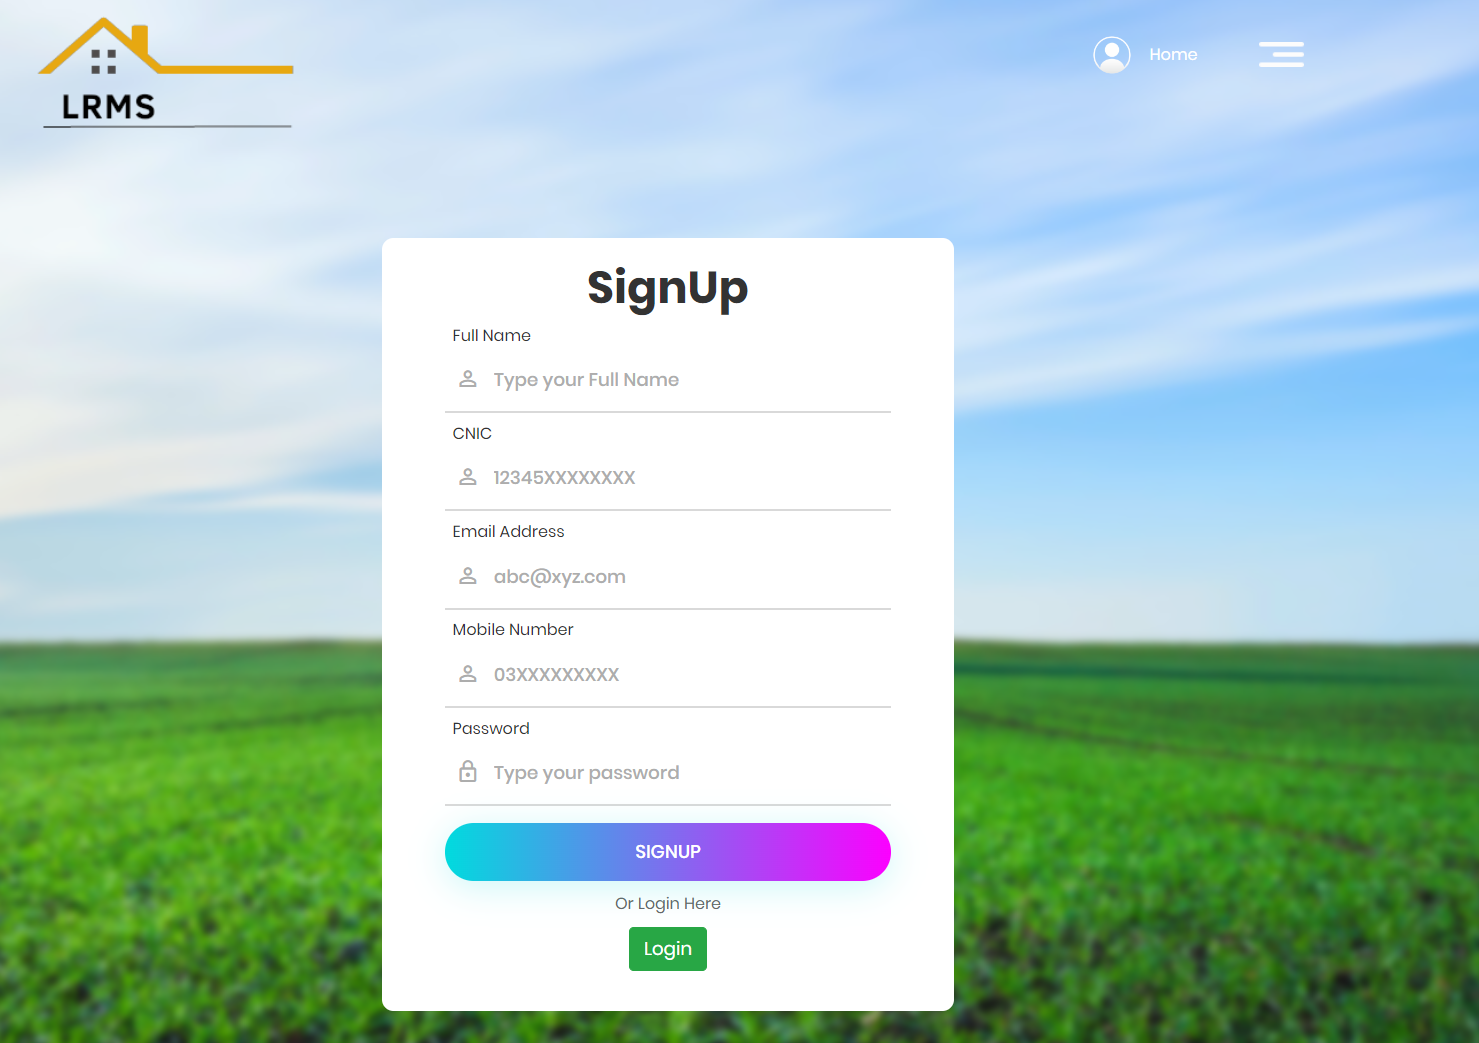 LRMS
Home
SignUp
Full Name
Type your Full Name
CNIC
12345XXXXXXXX
Email Address
abc@xyz.com
Mobile Number
03XXXXXXXXX
Password
Type your password
SIGNUP
Or Login Here
Login